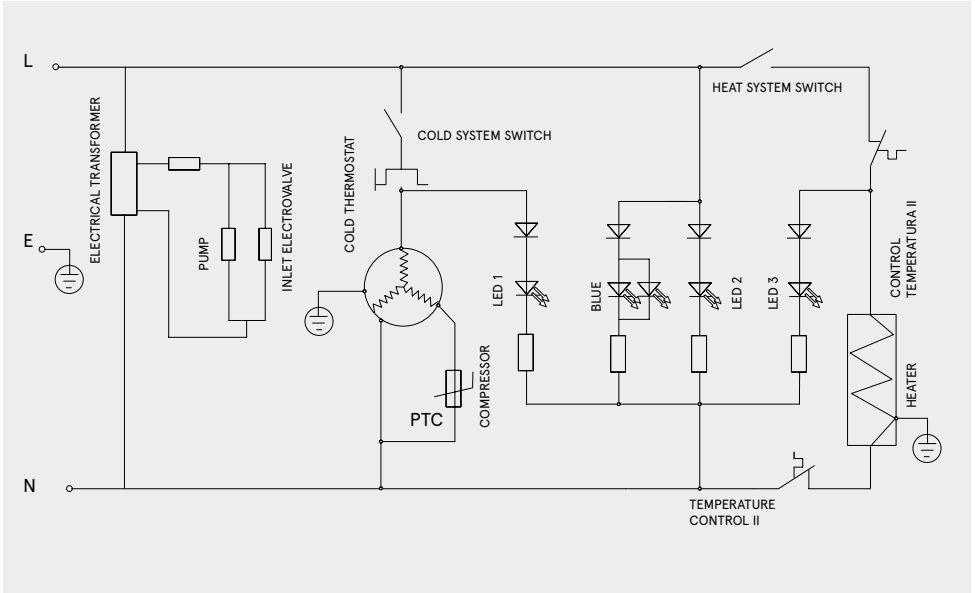 L
HEAT SYSTEM SWITCH
ELECTRICAL TRANSFORMER
COLD SYSTEM SWITCH
COLD THERMOSTAT
E
PUMP
INLET ELECTROVALVE
LED 1
BLUE
LED 2
LED 3
CONTROL
TEMPERATURA II
COMPRESSOR
PTC
HEATER
N
TEMPERATURE
CONTROL II